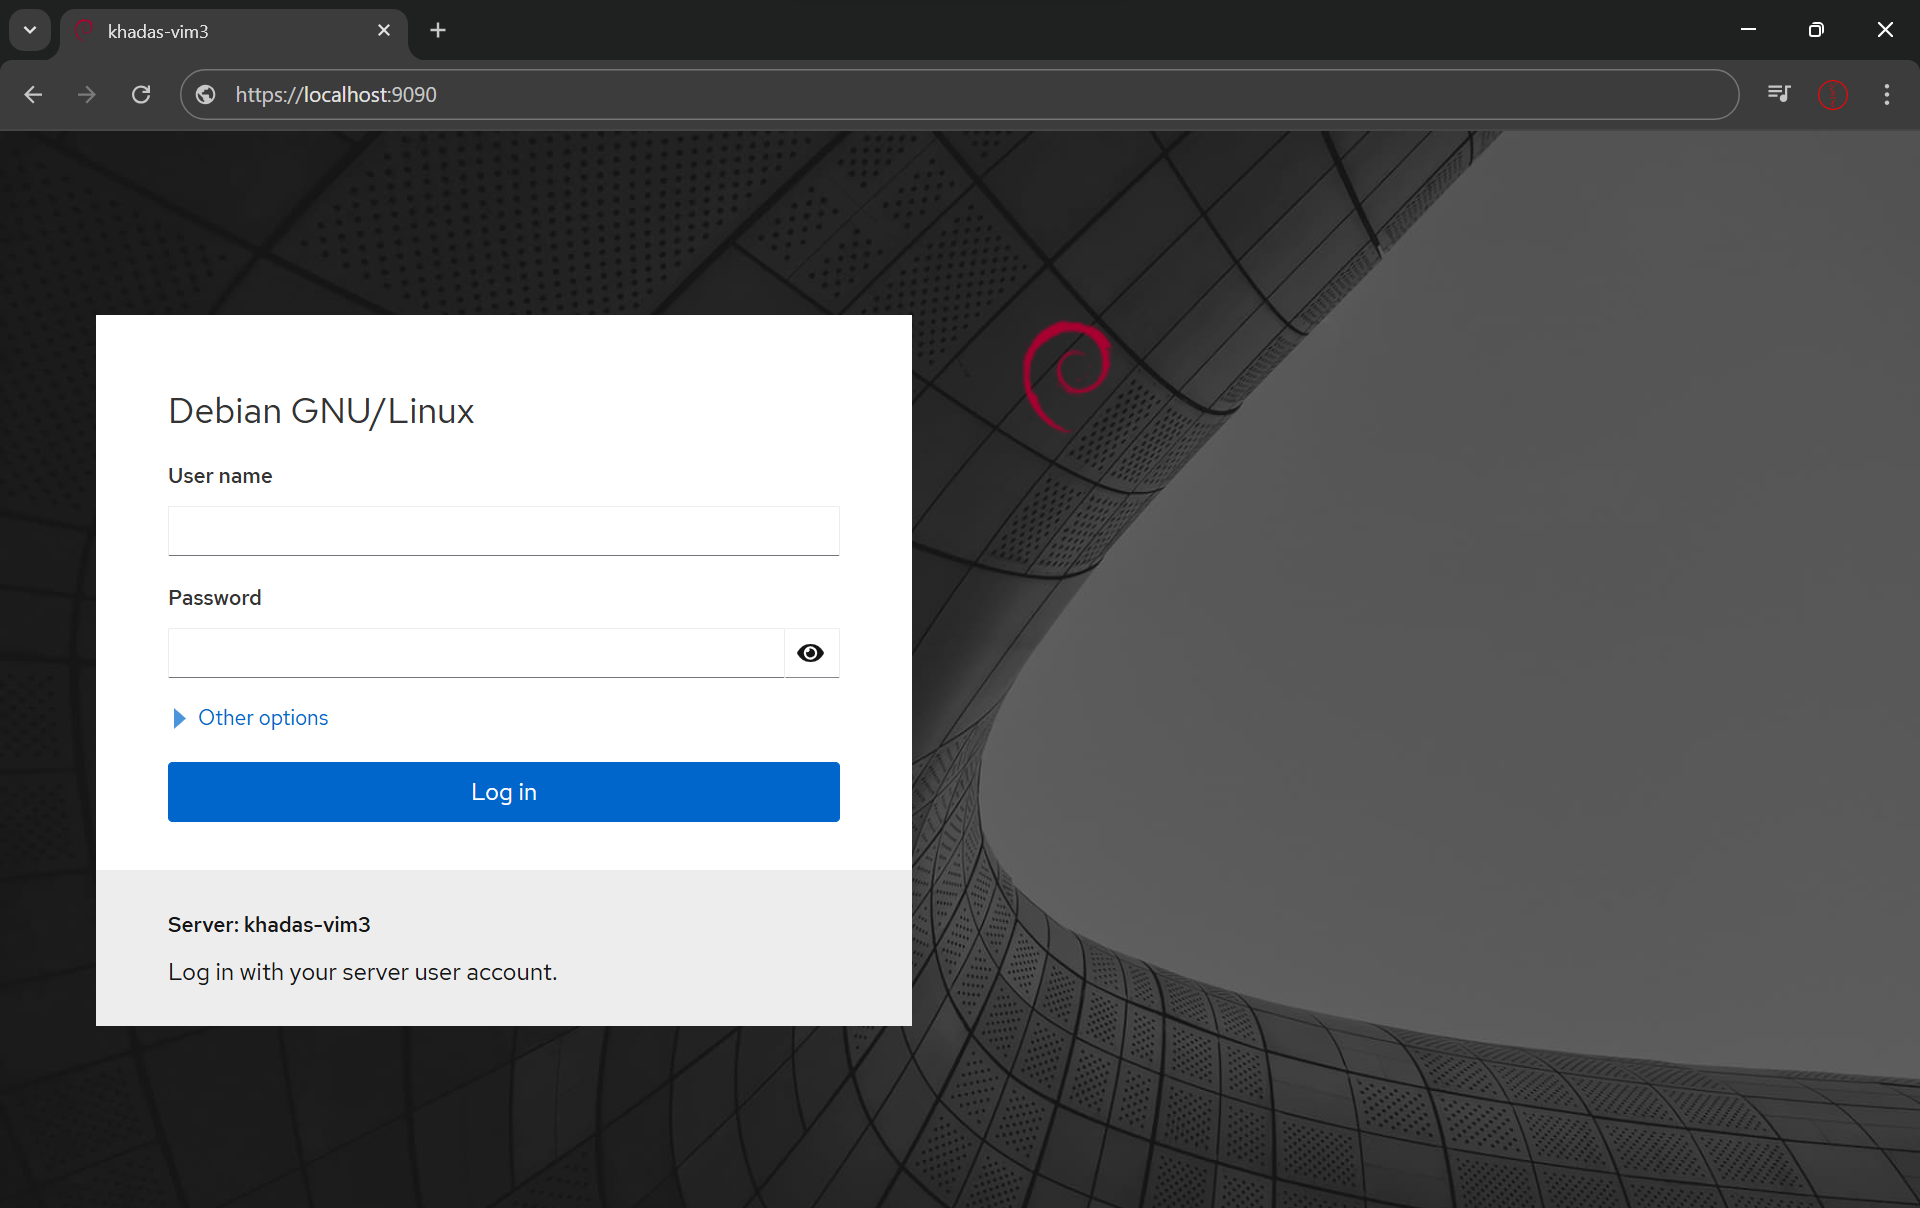 khadas-vim3
https://localhost:9090
Debian GNU/Linux
User name
Password
Other options
Log in
Server: khadas-vim3
Log in with your server user account.